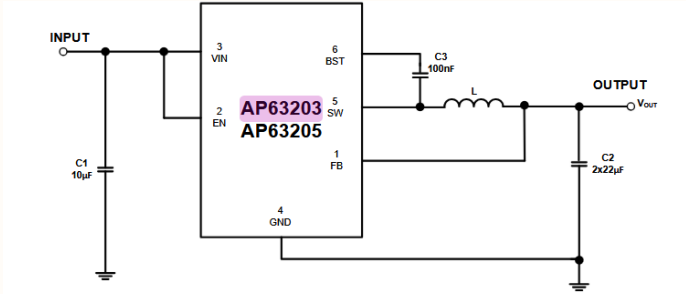 INPUT
3
VIN
2
EN
C1
10µF
AP63203
AP63205
4
GND
6
BST
5
SW
1
FB
C3
100nF
L
OUTPUT
VOUT
C2
2x22µF